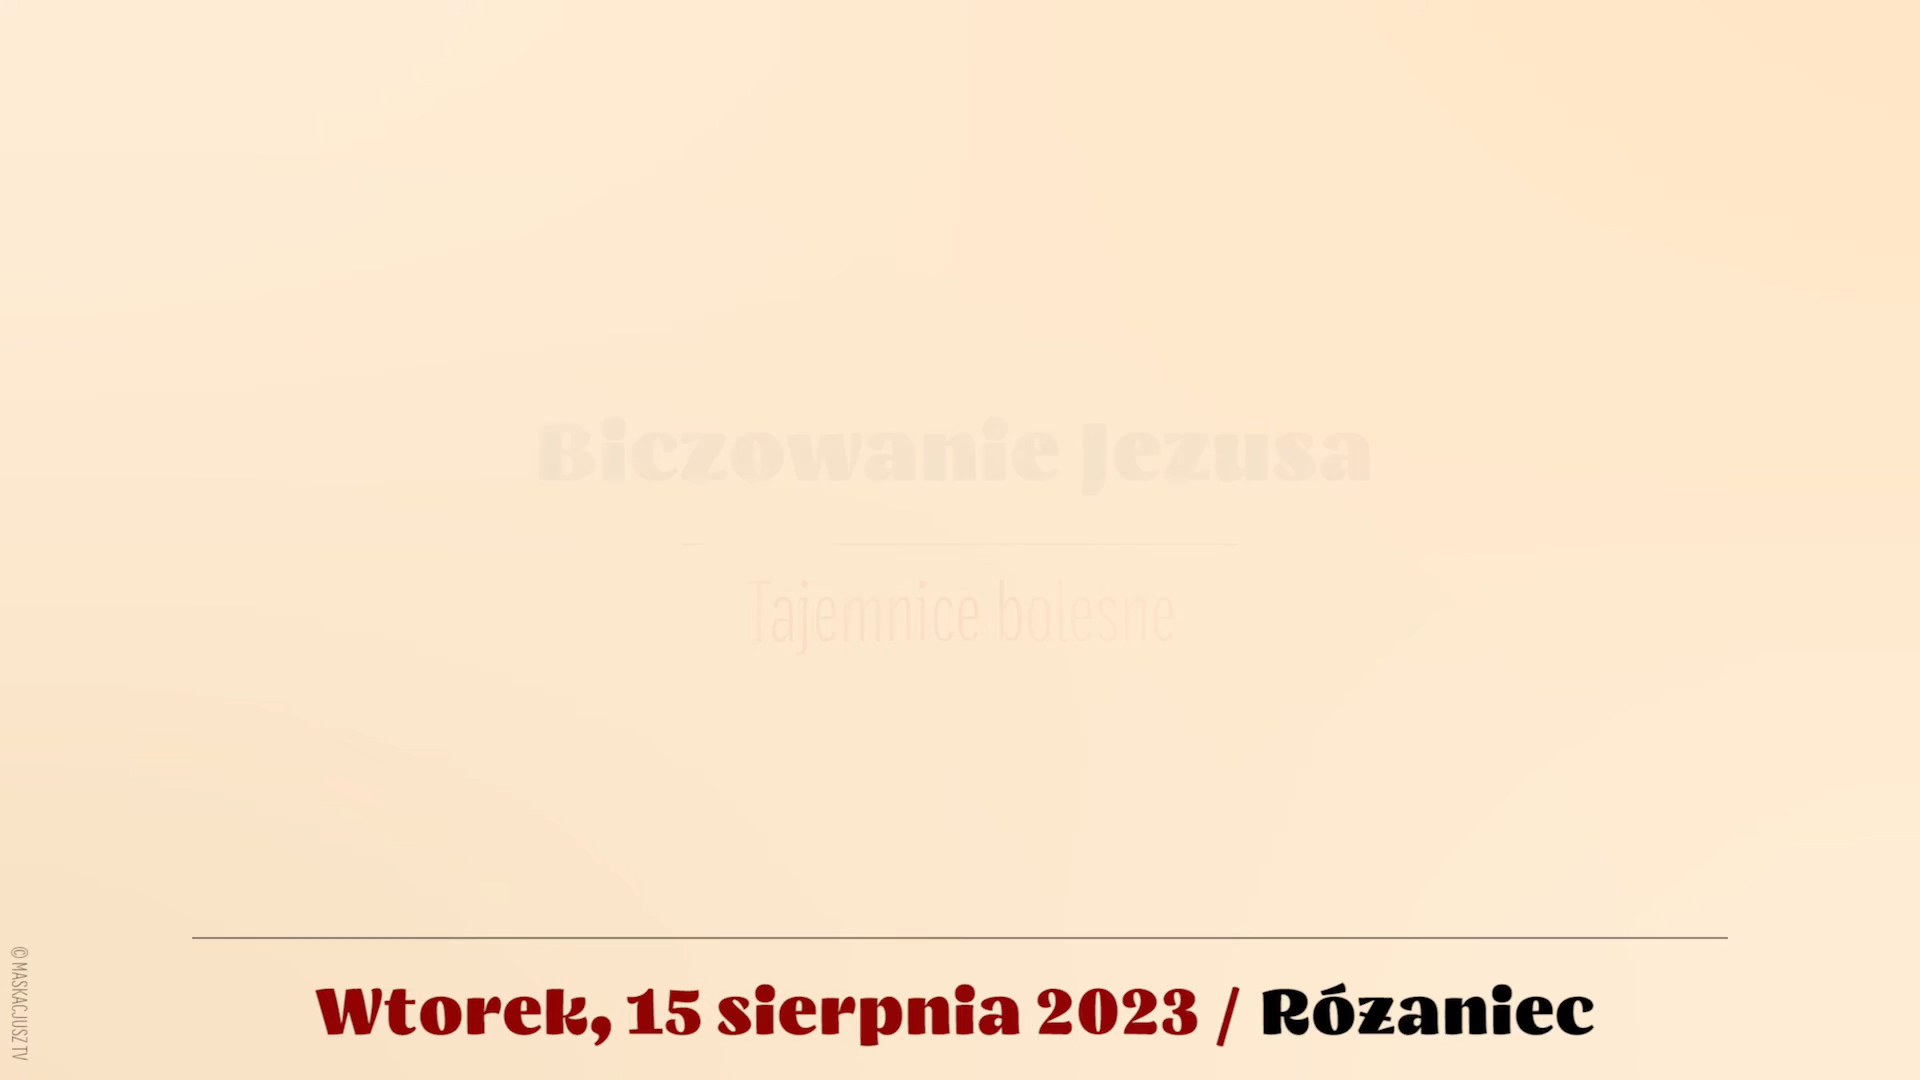 Biczowanie Jezusa
Tajemnice bolesne
Wtorek, 15 sierpnia 2023 / Różaniec
© MASKACJUSZ TV